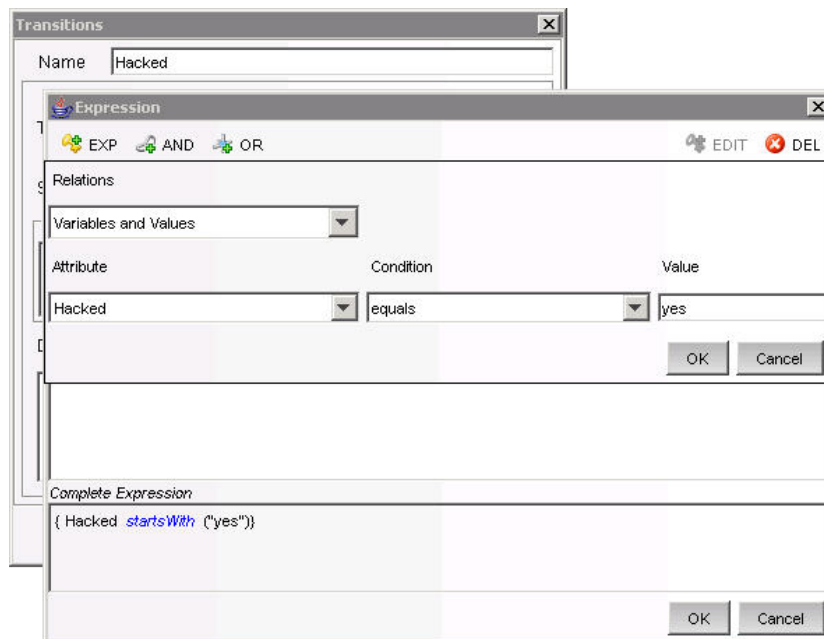 Transitions
Name Hacked
Expression
EXP AND OR EDIT DEL
Relations
Variables and Values
Attribute Condition Value
Hacked equals yes
OK Cancel
Complete Expression
{ Hacked startsWith ("yes")}
OK Cancel